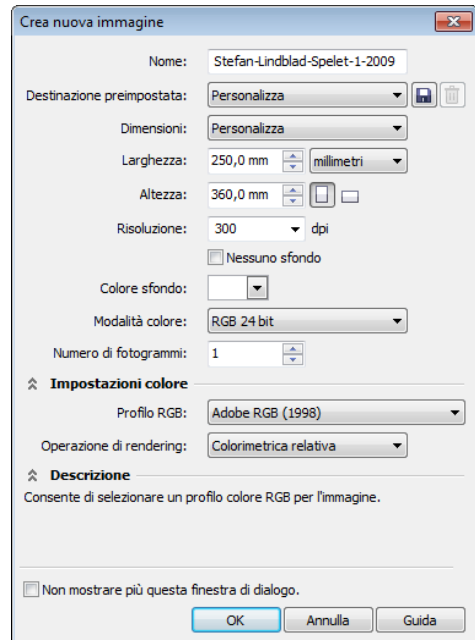 Crea nuova immagine
Nome: Stefan-Lindblad-Spelet-1-2009
Destinazione preimpostata: Personalizza
Dimensioni: Personalizza
Larghezza: 250,0 mm millimetri
Altezza: 360,0 mm
Risoluzione: 300 dpi
Nessuno sfondo
Colore sfondo:
Modalità colore: RGB 24 bit
Numero di fotogrammi: 1
Impostazioni colore
Profilo RGB: Adobe RGB (1998)
Operazione di rendering: Colorimetrica relativa
Descrizione
Consente di selezionare un profilo colore RGB per l'immagine.
Non mostrare più questa finestra di dialogo.
OK Annulla Guida